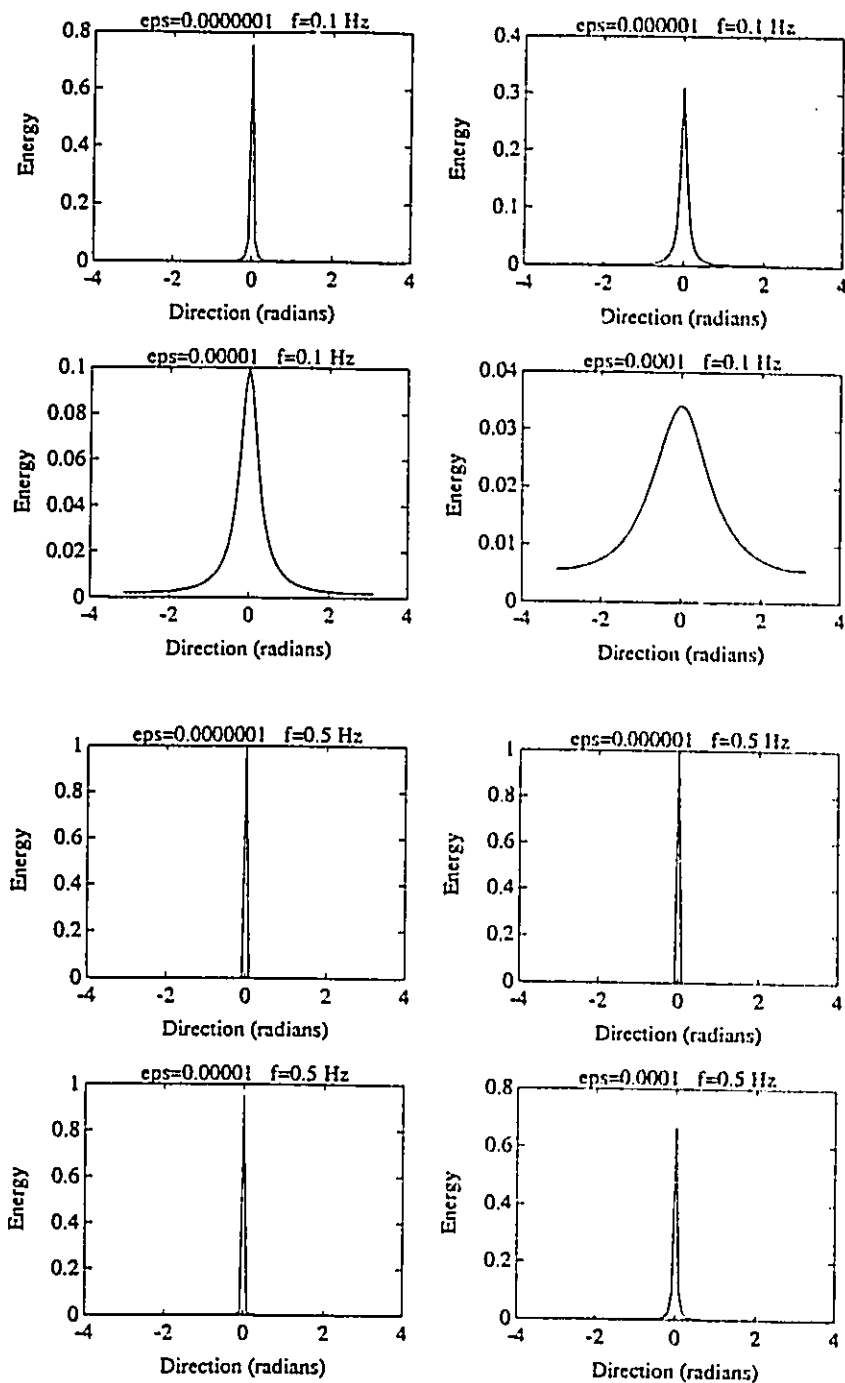 eps=0.0000001 f=0.1 Hz
0.8
0.6
0.4
0.2
0
Energy
-4 -2 0 2 4
Direction (radians)
eps=0.000001 f=0.1 Hz
0.4
0.3
0.2
0.1
0
Energy
-4 -2 0 2 4
Direction (radians)
eps=0.00001 f=0.1 Hz
0.1
0.08
0.06
0.04
0.02
0
Energy
-4 -2 0 2 4
Direction (radians)
eps=0.0001 f=0.1 Hz
0.04
0.03
0.02
0.01
0
Energy
-4 -2 0 2 4
Direction (radians)
eps=0.0000001 f=0.5 Hz
1
0.8
0.6
0.4
0.2
0
Energy
-4 -2 0 2 4
Direction (radians)
eps=0.000001 f=0.5 Hz
1
0.8
0.6
0.4
0.2
0
Energy
-4 -2 0 2 4
Direction (radians)
eps=0.00001 f=0.5 Hz
1
0.8
0.6
0.4
0.2
0
Energy
-4 -2 0 2 4
Direction (radians)
eps=0.0001 f=0.5 Hz
0.8
0.6
0.4
0.2
0
Energy
-4 -2 0 2 4
Direction (radians)